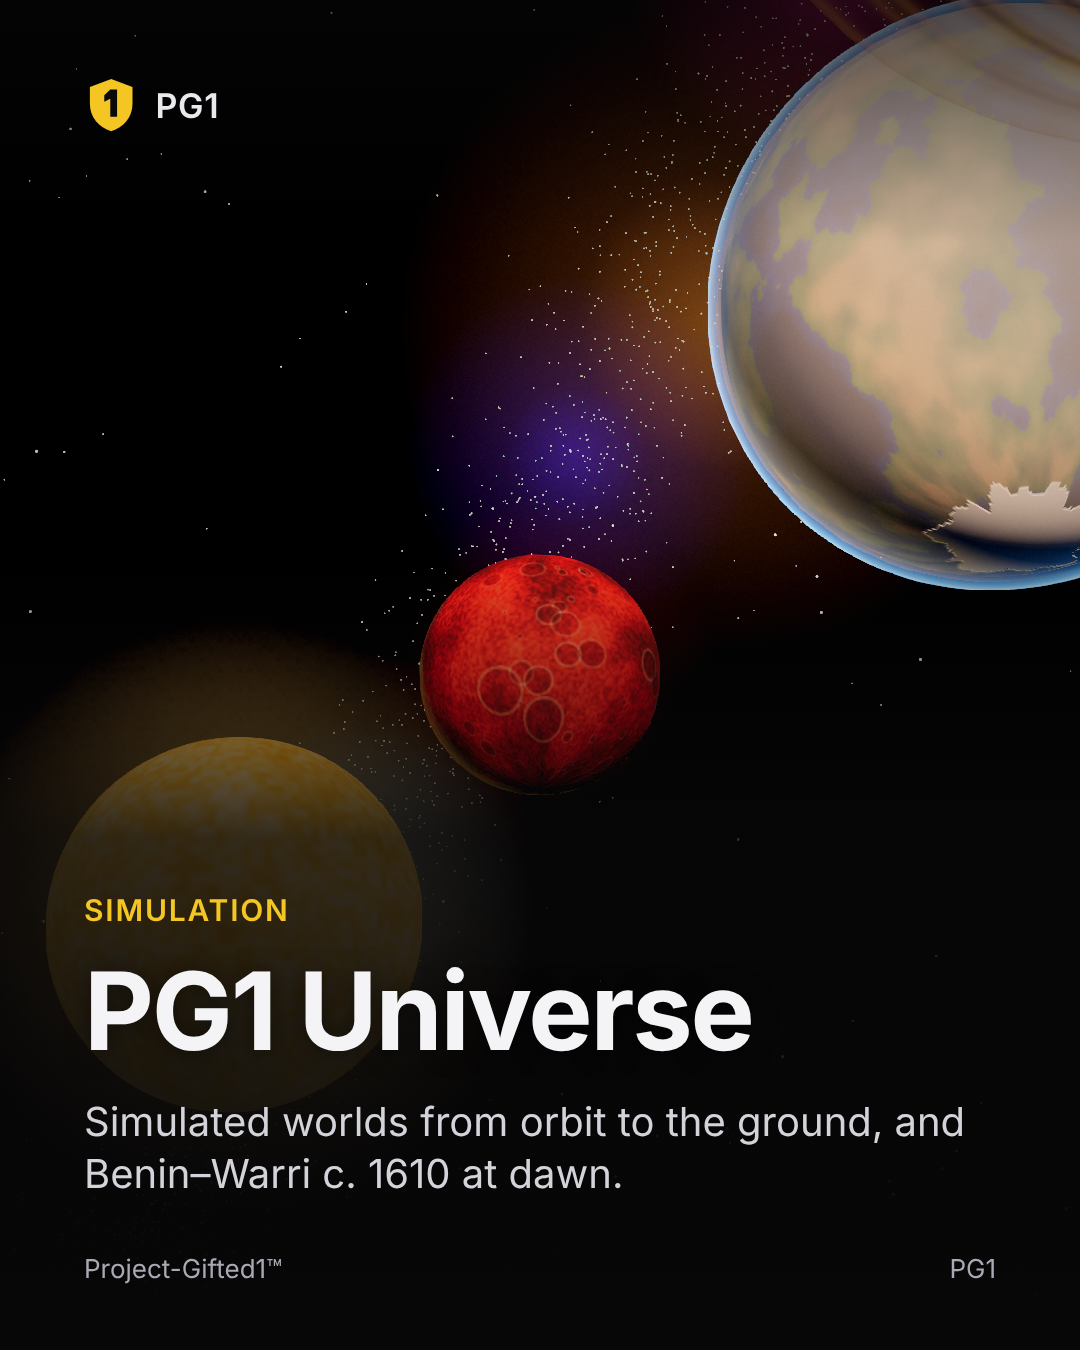 1 PG1
SIMULATION
PG1 Universe
Simulated worlds from orbit to the ground, and
Benin–Warri c. 1610 at dawn.
Project-Gifted1™ PG1